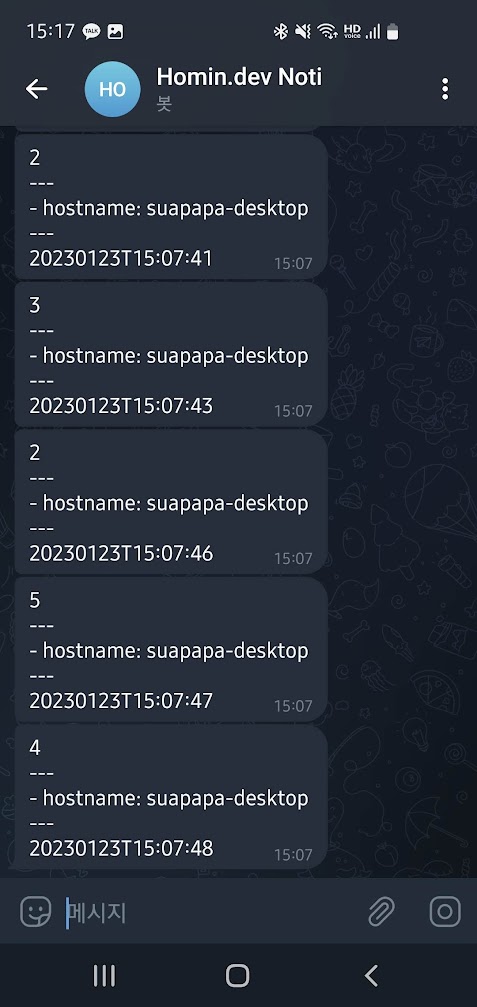 15:17 TALK HD voice
HO
Homin.dev Noti
봇
2
---
- hostname: suapapa-desktop
---
20230123T15:07:41 15:07
3
---
- hostname: suapapa-desktop
---
20230123T15:07:43 15:07
2
---
- hostname: suapapa-desktop
---
20230123T15:07:46 15:07
5
---
- hostname: suapapa-desktop
---
20230123T15:07:47 15:07
4
---
- hostname: suapapa-desktop
---
20230123T15:07:48 15:07
메시지